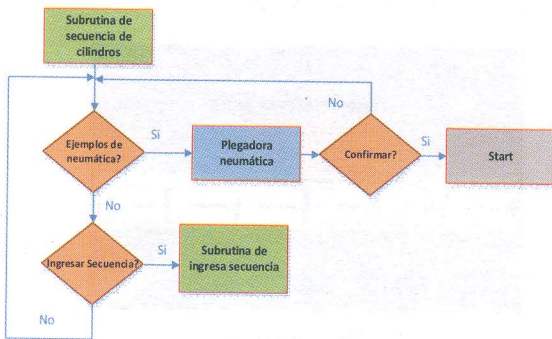 Subrutina de
secuencia de
cilindros
No
Ejemplos de
neumática?
Si
Plegadora
neumática
Confirmar?
Si
Start
No
Ingresar Secuencia?
Si
Subrutina de
ingresa secuencia
No